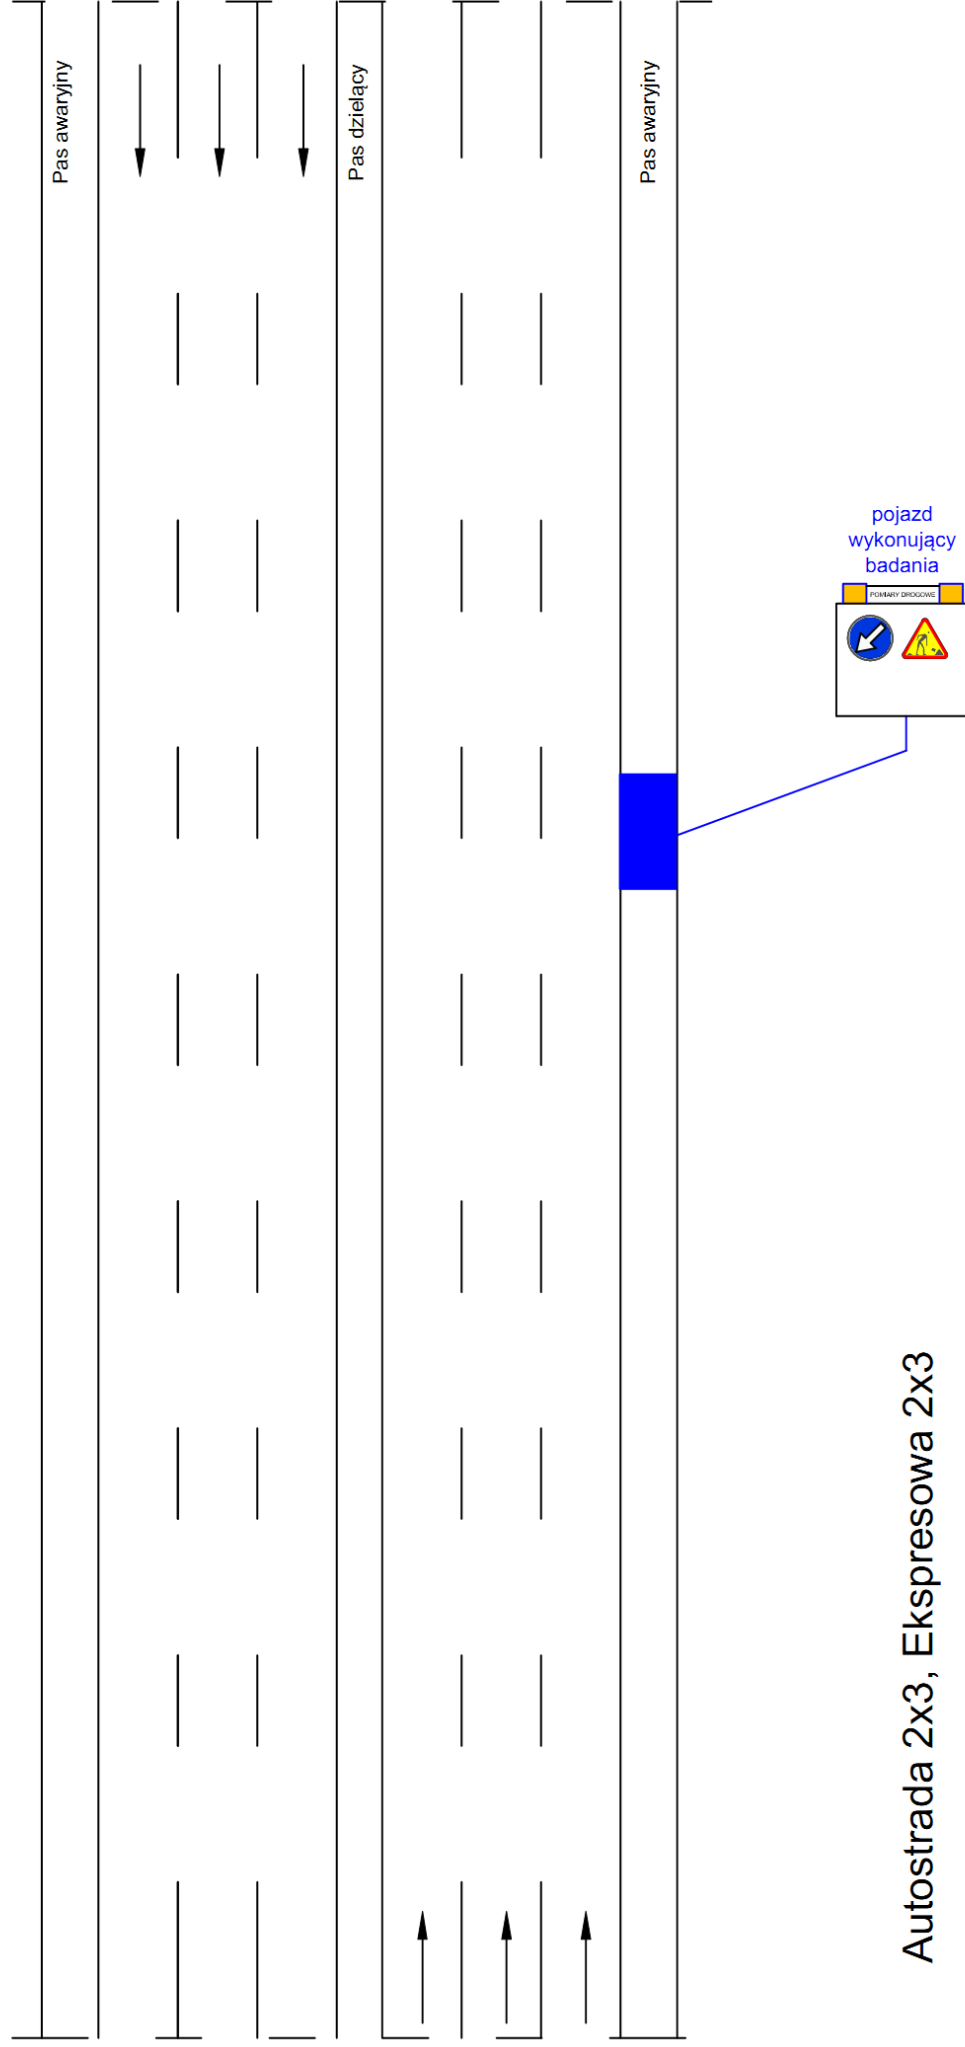 Pas awaryjny
Pas dzielący
Pas awaryjny
pojazd
wykonujący
badania
POMIARY DROGOWE
Autostrada 2x3, Ekspresowa 2x3